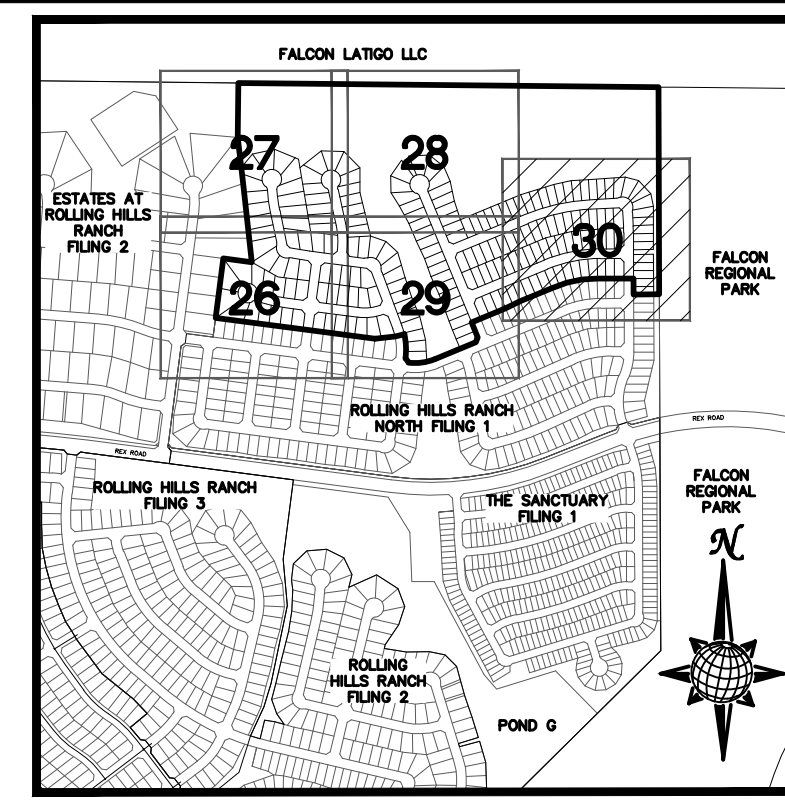 FALCON LATIGO LLC
27
28
ESTATES AT
ROLLING HILLS
RANCH
FILING 2
30
FALCON
REGIONAL
PARK
26
29
ROLLING HILLS RANCH
NORTH FILING 1
REX ROAD
REX ROAD
ROLLING HILLS RANCH
FILING 3
THE SANCTUARY
FILING 1
FALCON
REGIONAL
PARK
N
ROLLING
HILLS RANCH
FILING 2
POND G